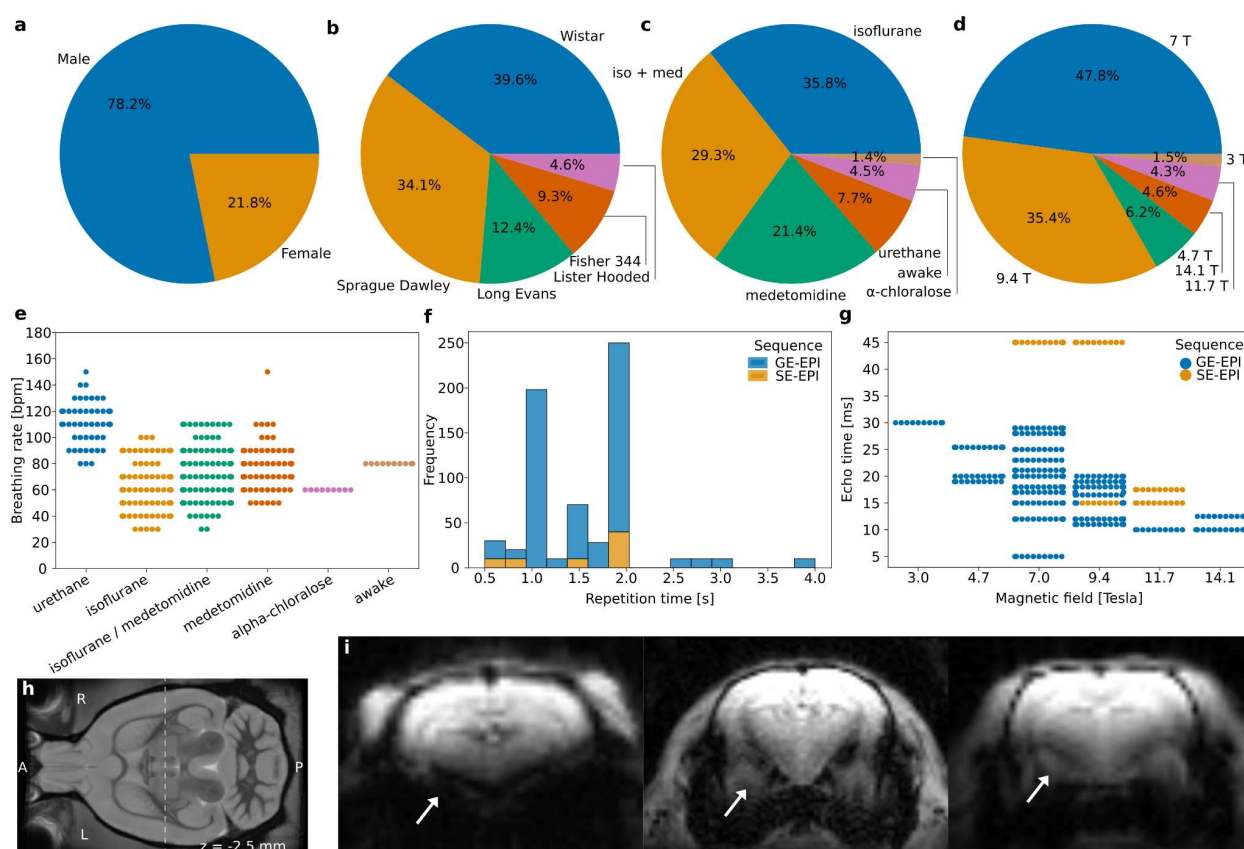 a
Male
78.2%
21.8%
Female
b
Wistar
39.6%
34.1%
12.4%
9.3%
4.6%
Fisher 344
Lister Hooded
Sprague Dawley
Long Evans
c
isoflurane
iso + med
35.8%
29.3%
21.4%
7.7%
4.5%
1.4%
urethane
awake
medetomidine
α-chloralose
d
7 T
47.8%
35.4%
6.2%
4.6%
4.3%
1.5%
3 T
4.7 T
9.4 T
14.1 T
11.7 T
e
Breathing rate [bpm]
180
160
140
120
100
80
60
40
20
0
urethane
isoflurane
isoflurane / medetomidine
medetomidine
alpha-chloralose
awake
f
Frequency
250
200
150
100
50
0
Sequence
GE-EPI
SE-EPI
0.5 1.0 1.5 2.0 2.5 3.0 3.5 4.0
Repetition time [s]
g
Echo time [ms]
45
40
35
30
25
20
15
10
5
Sequence
GE-EPI
SE-EPI
3.0 4.7 7.0 9.4 11.7 14.1
Magnetic field [Tesla]
h
R
A
P
L
z = -2.5 mm
i